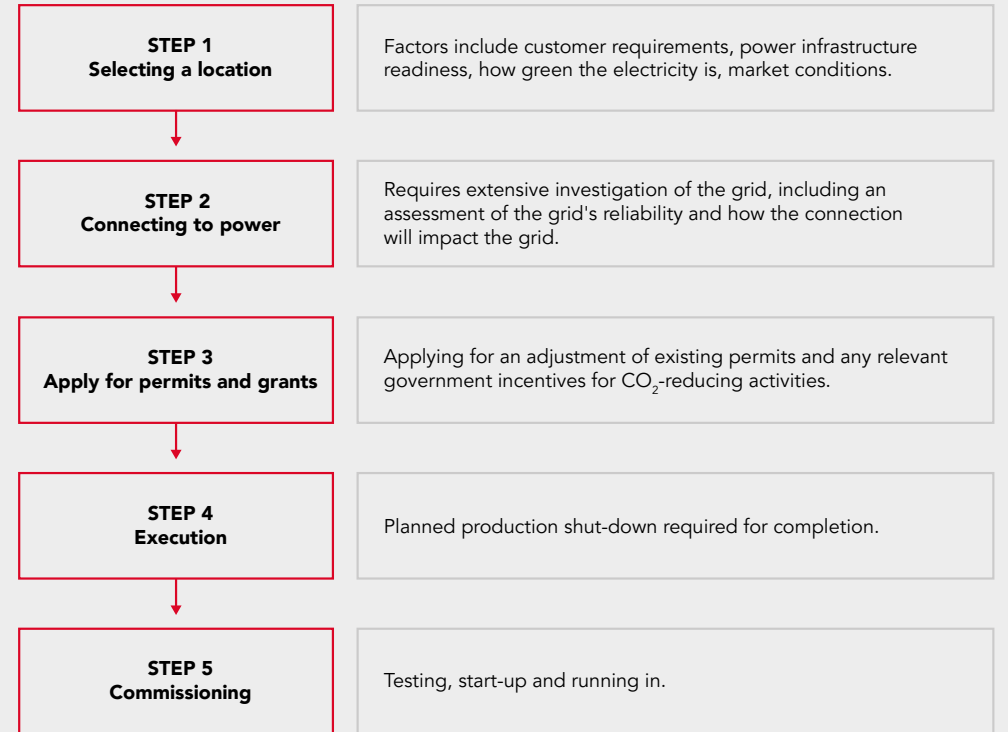 STEP 1
Selecting a location
Factors include customer requirements, power infrastructure
readiness, how green the electricity is, market conditions.
STEP 2
Connecting to power
Requires extensive investigation of the grid, including an
assessment of the grid's reliability and how the connection
will impact the grid.
STEP 3
Apply for permits and grants
Applying for an adjustment of existing permits and any relevant
government incentives for CO₂-reducing activities.
STEP 4
Execution
Planned production shut-down required for completion.
STEP 5
Commissioning
Testing, start-up and running in.